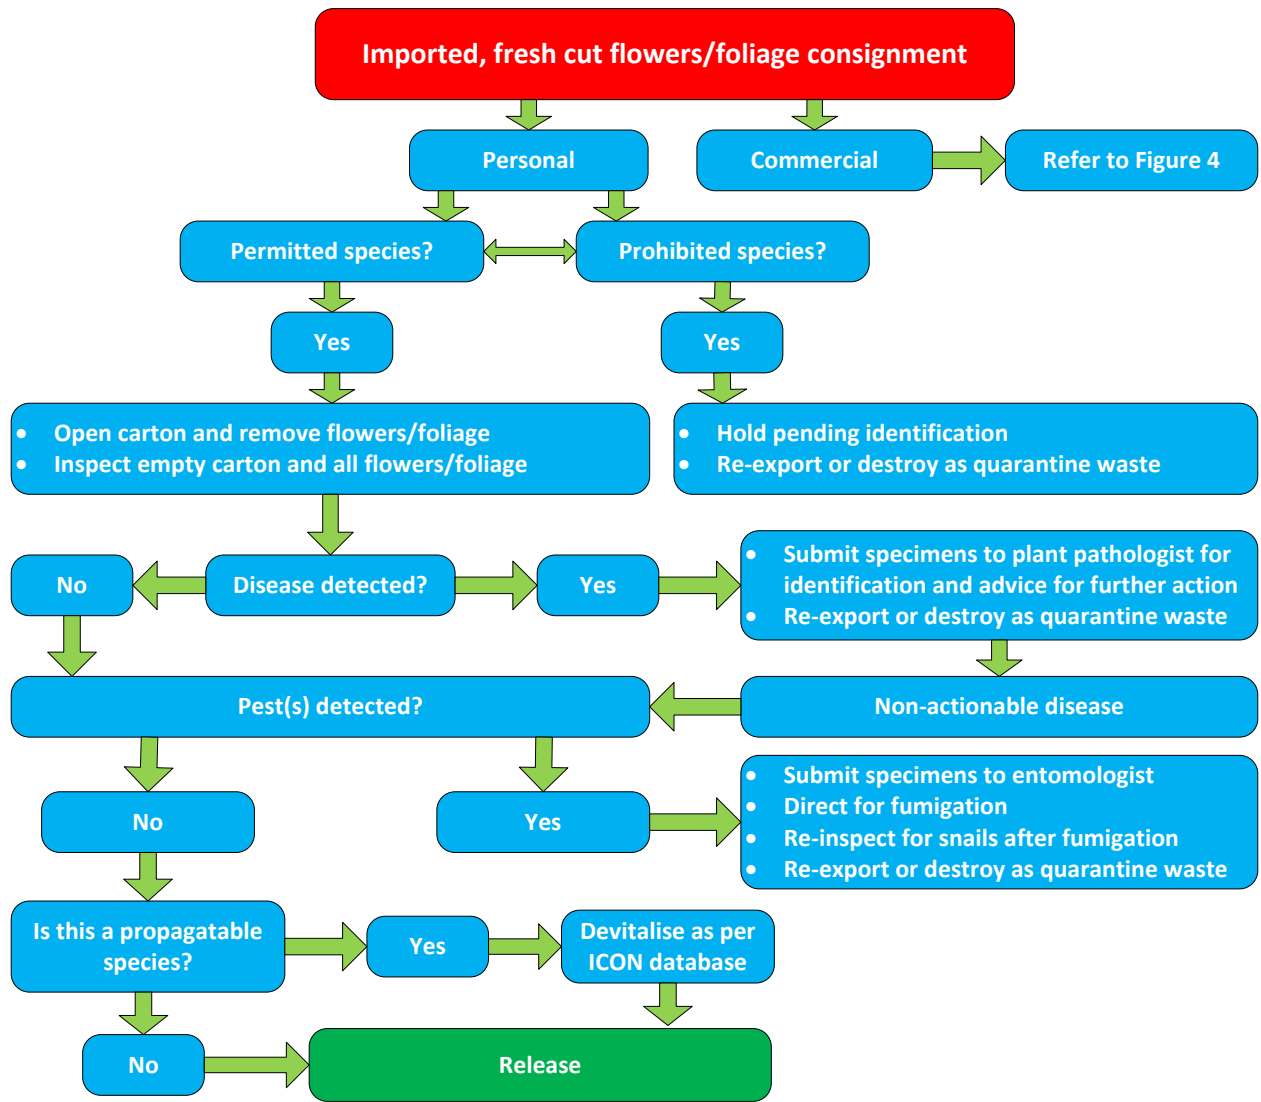 Imported, fresh cut flowers/foliage consignment
Personal
Commercial
Refer to Figure 4
Permitted species?
Prohibited species?
Yes
Yes
• Open carton and remove flowers/foliage
• Inspect empty carton and all flowers/foliage
• Hold pending identification
• Re-export or destroy as quarantine waste
No
Disease detected?
Yes
• Submit specimens to plant pathologist for
identification and advice for further action
• Re-export or destroy as quarantine waste
Pest(s) detected?
Non-actionable disease
No
Yes
• Submit specimens to entomologist
• Direct for fumigation
• Re-inspect for snails after fumigation
• Re-export or destroy as quarantine waste
Is this a propagatable
species?
Yes
Devitalise as per
ICON database
No
Release